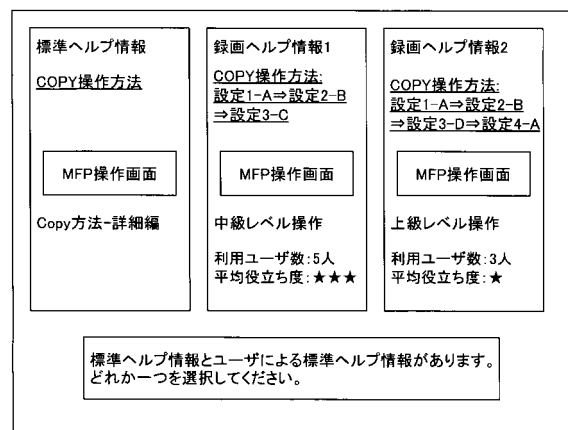 標準ヘルプ情報
COPY操作方法
MFP操作画面
Copy方法-詳細編
録画ヘルプ情報1
COPY操作方法:
設定1-A⇒設定2-B
⇒設定3-C
MFP操作画面
中級レベル操作
利用ユーザ数:5人
平均役立ち度:★★★
録画ヘルプ情報2
COPY操作方法:
設定1-A⇒設定2-B
⇒設定3-D⇒設定4-A
MFP操作画面
上級レベル操作
利用ユーザ数:3人
平均役立ち度:★
標準ヘルプ情報とユーザによる標準ヘルプ情報があります。
どれか一つを選択してください。